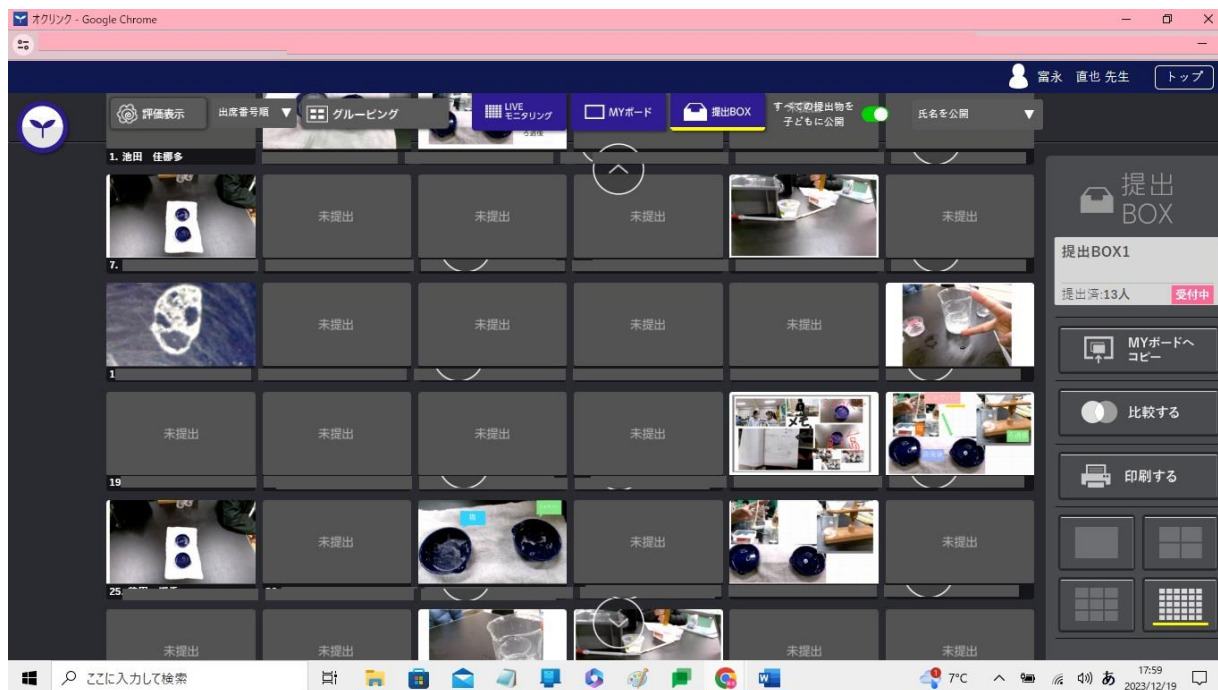 オクリンク - Google Chrome
富永 直也 先生
トップ
評価表示
出席番号順 ▼
グルーピング
LIVE
モニタリング
MYボード
提出BOX
すべての提出物を
子どもに公開
氏名を公開 ▼
ろ過後
1. 池田 佳郷多
提出
BOX
提出BOX1
提出済:13人
受付中
未提出
未提出
未提出
未提出
7.
未提出
未提出
未提出
未提出
1
MYボードへ
コピー
比較する
未提出
未提出
未提出
未提出
メモ
19
印刷する
未提出
塩
未提出
未提出
25.
未提出
未提出
未提出
未提出
ここに入力して検索
7°C
あ
17:59
2023/12/19